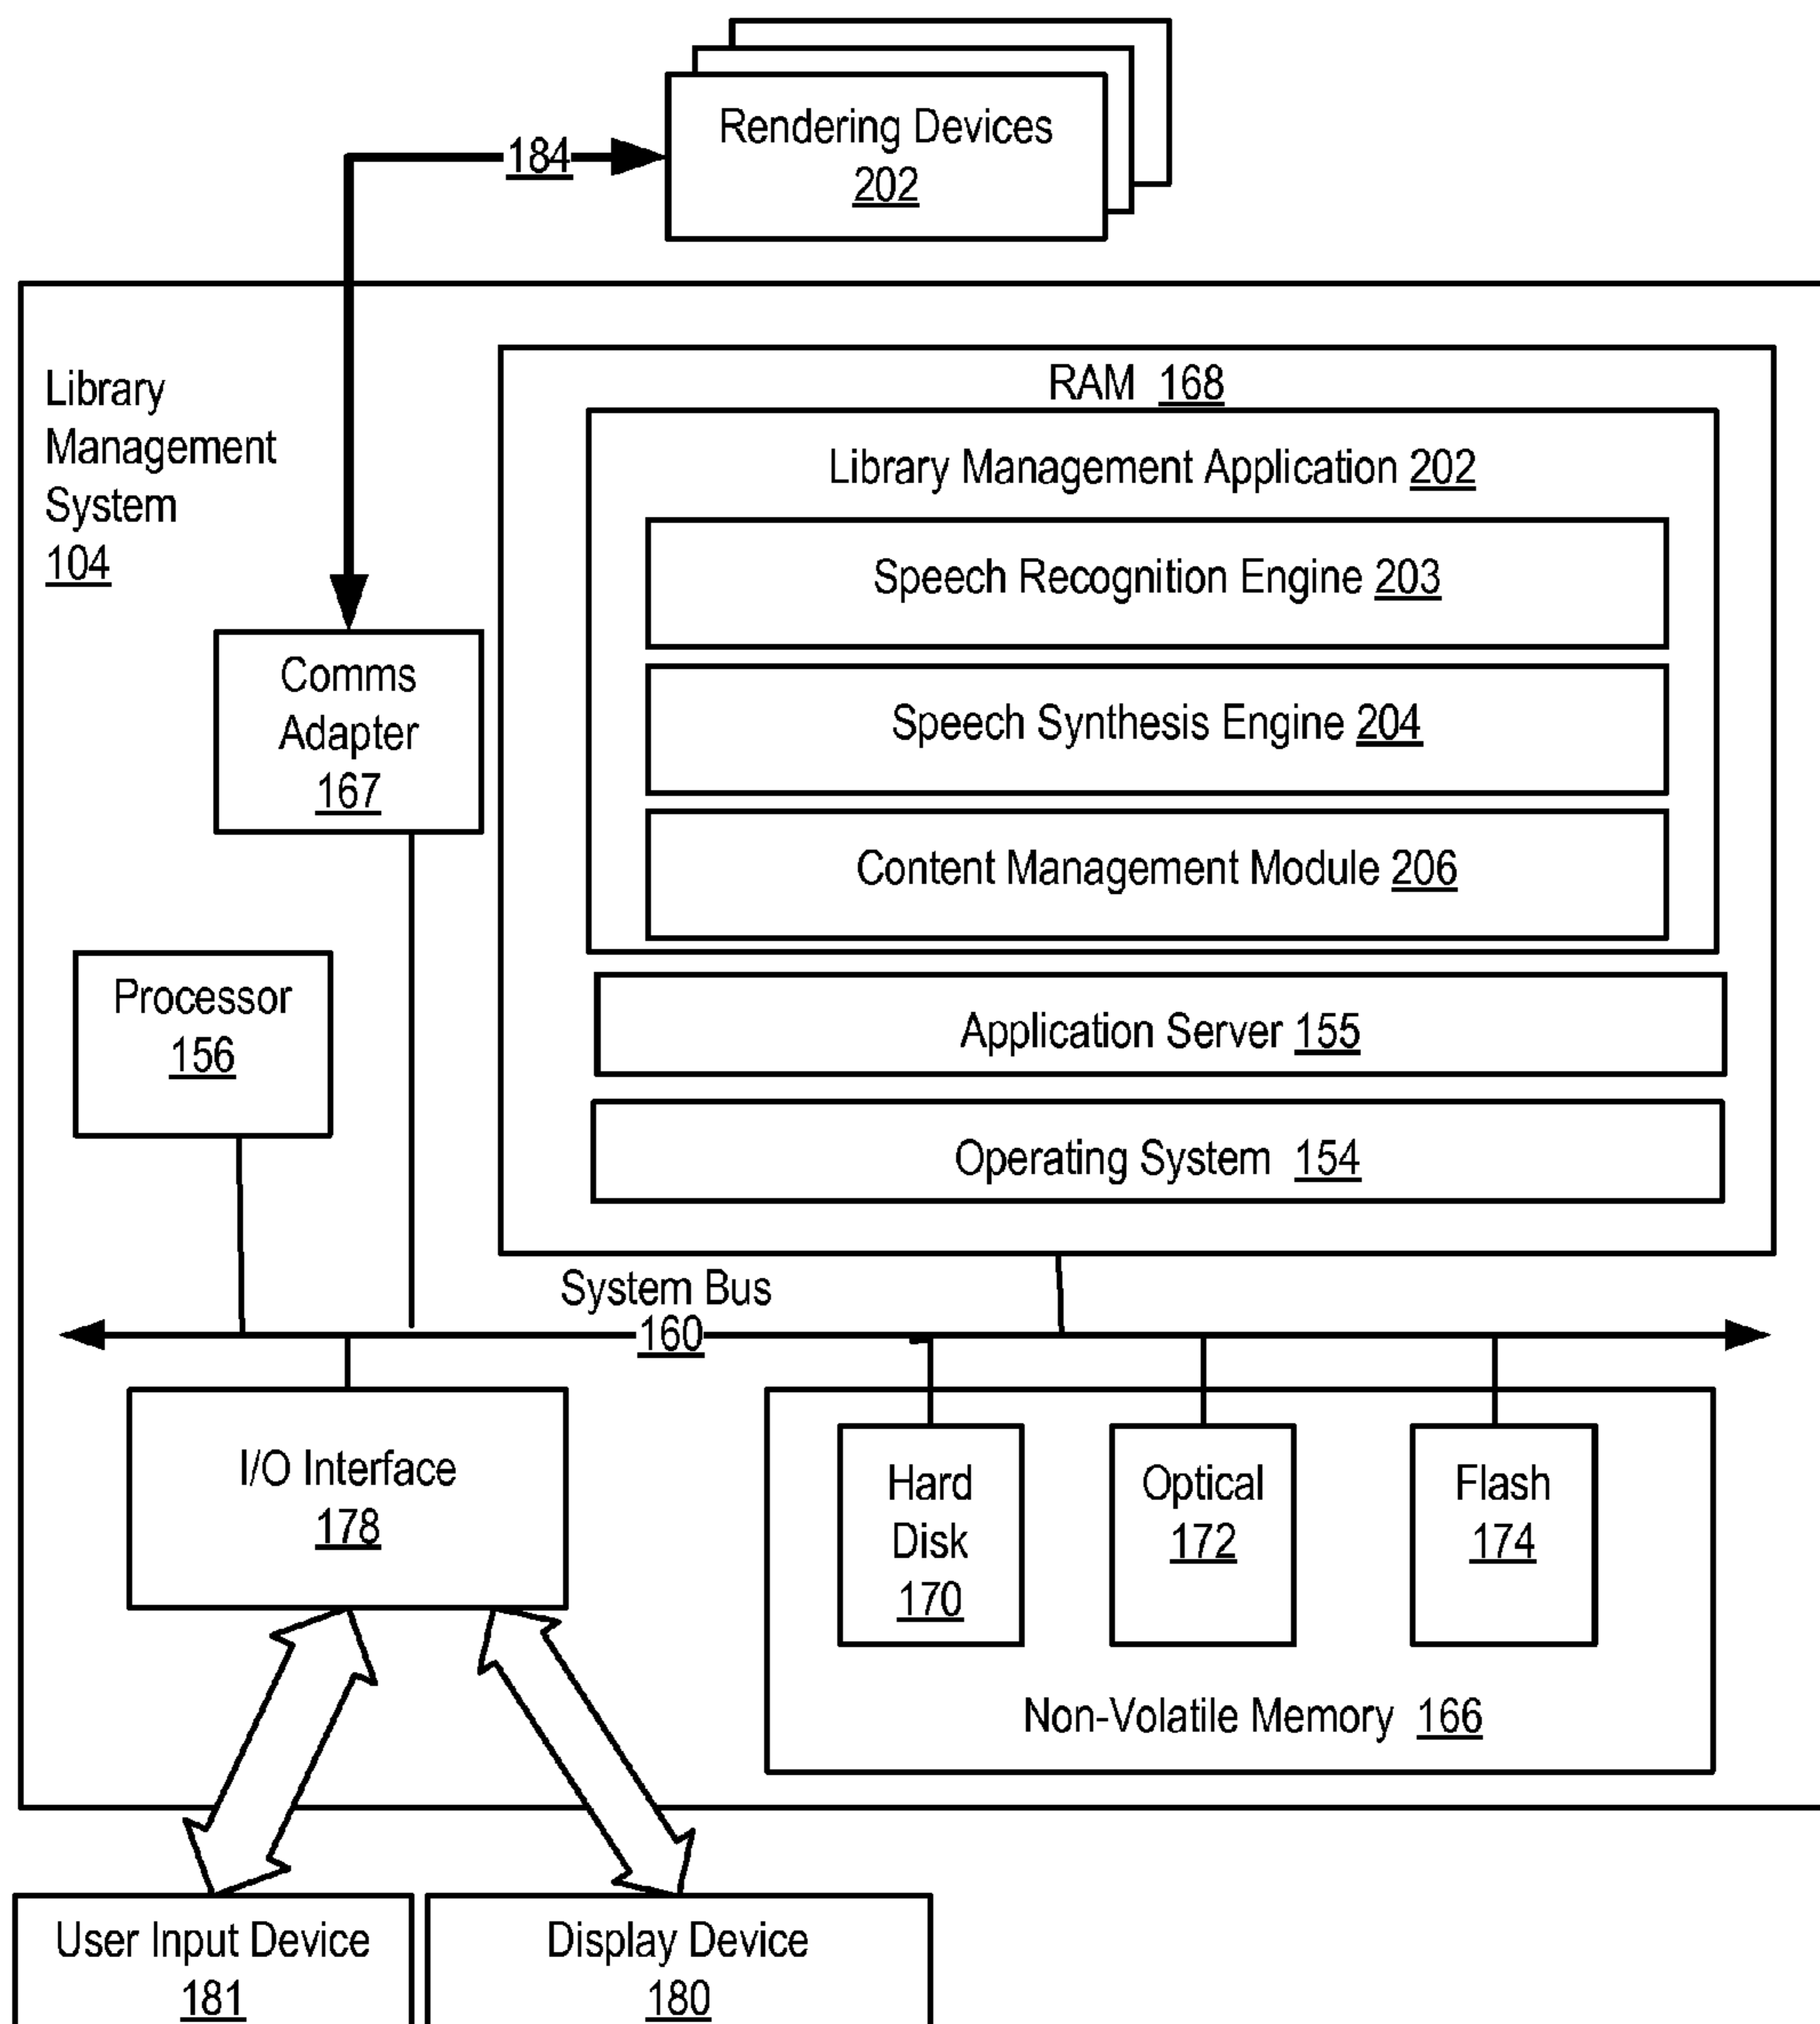 Rendering Devices
202
184
Library
Management
System
104
RAM 168
Library Management Application 202
Speech Recognition Engine 203
Speech Synthesis Engine 204
Content Management Module 206
Comms
Adapter
167
Processor
156
Application Server 155
Operating System 154
System Bus
160
I/O Interface
178
Hard
Disk
170
Optical
172
Flash
174
Non-Volatile Memory 166
User Input Device
181
Display Device
180